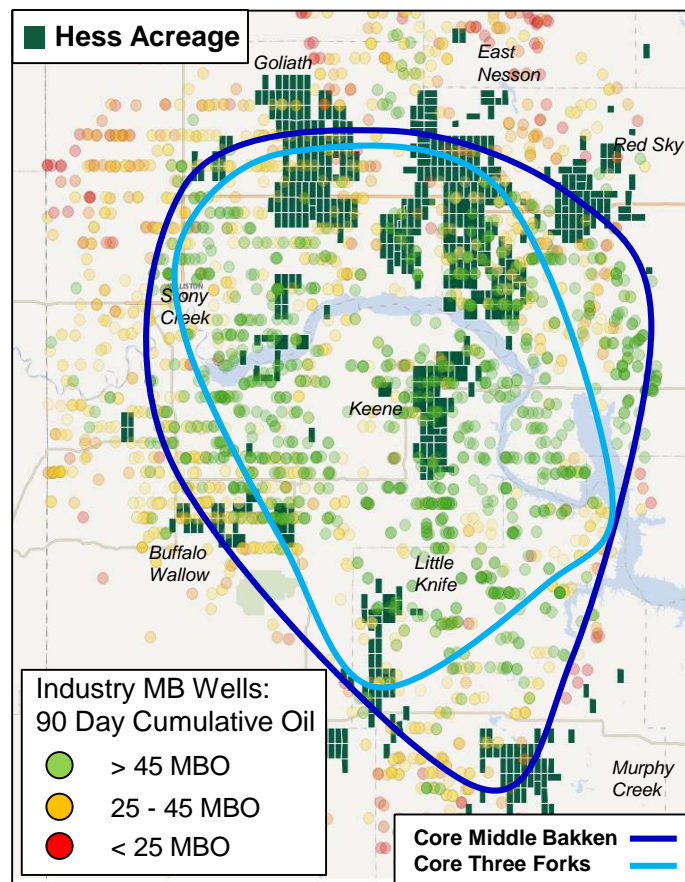 Hess Acreage
Goliath
East
Nesson
Red Sky
LLISTON
Stony
Creek
Keene
Buffalo
Wallow
Little
Knife
Industry MB Wells:
90 Day Cumulative Oil
> 45 MBO
25 - 45 MBO
< 25 MBO
Murphy
Creek
Core Middle Bakken
Core Three Forks